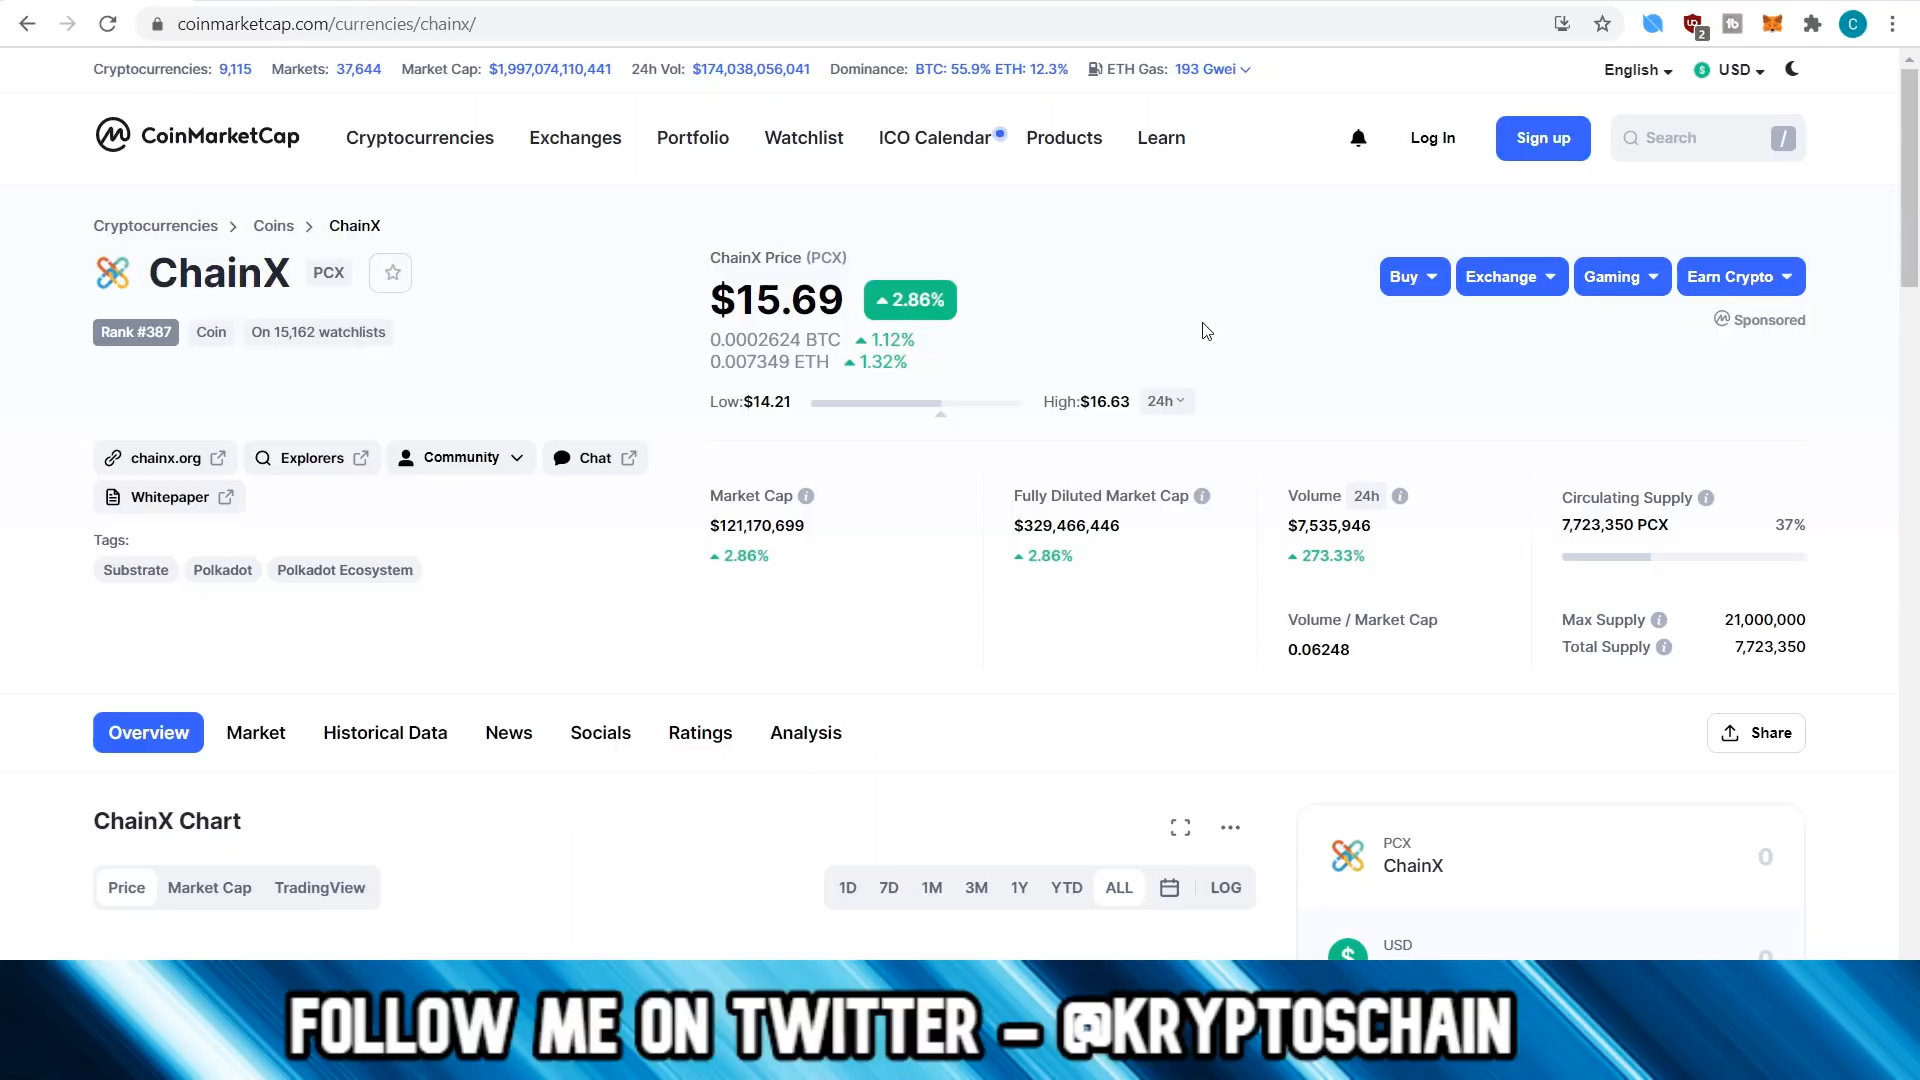 coinmarketcap.com/currencies/chainx/
2
C
Cryptocurrencies: 9,115 Markets: 37,644 Market Cap: $1,997,074,110,441 24h Vol: $174,038,056,041 Dominance: BTC: 55.9% ETH: 12.3% ETH Gas: 193 Gwei
English
USD
CoinMarketCap
Cryptocurrencies Exchanges Portfolio Watchlist ICO Calendar Products Learn
Log In
Sign up
Search /
Cryptocurrencies > Coins > ChainX
ChainX PCX
Rank #387 Coin On 15,162 watchlists
ChainX Price (PCX)
$15.69 2.86%
0.0002624 BTC 1.12%
0.007349 ETH 1.32%
Low:$14.21 High:$16.63 24h
Buy Exchange Gaming Earn Crypto
Sponsored
chainx.org Explorers Community Chat
Whitepaper
Tags:
Substrate Polkadot Polkadot Ecosystem
Market Cap
$121,170,699
2.86%
Fully Diluted Market Cap
$329,466,446
2.86%
Volume 24h
$7,535,946
273.33%
Volume / Market Cap
0.06248
Circulating Supply
7,723,350 PCX 37%
Max Supply 21,000,000
Total Supply 7,723,350
Overview Market Historical Data News Socials Ratings Analysis
Share
ChainX Chart
Price Market Cap TradingView
1D 7D 1M 3M 1Y YTD ALL LOG
PCX
ChainX
0
USD
$
FOLLOW ME ON TWITTER – @KRYPTOSCHAIN